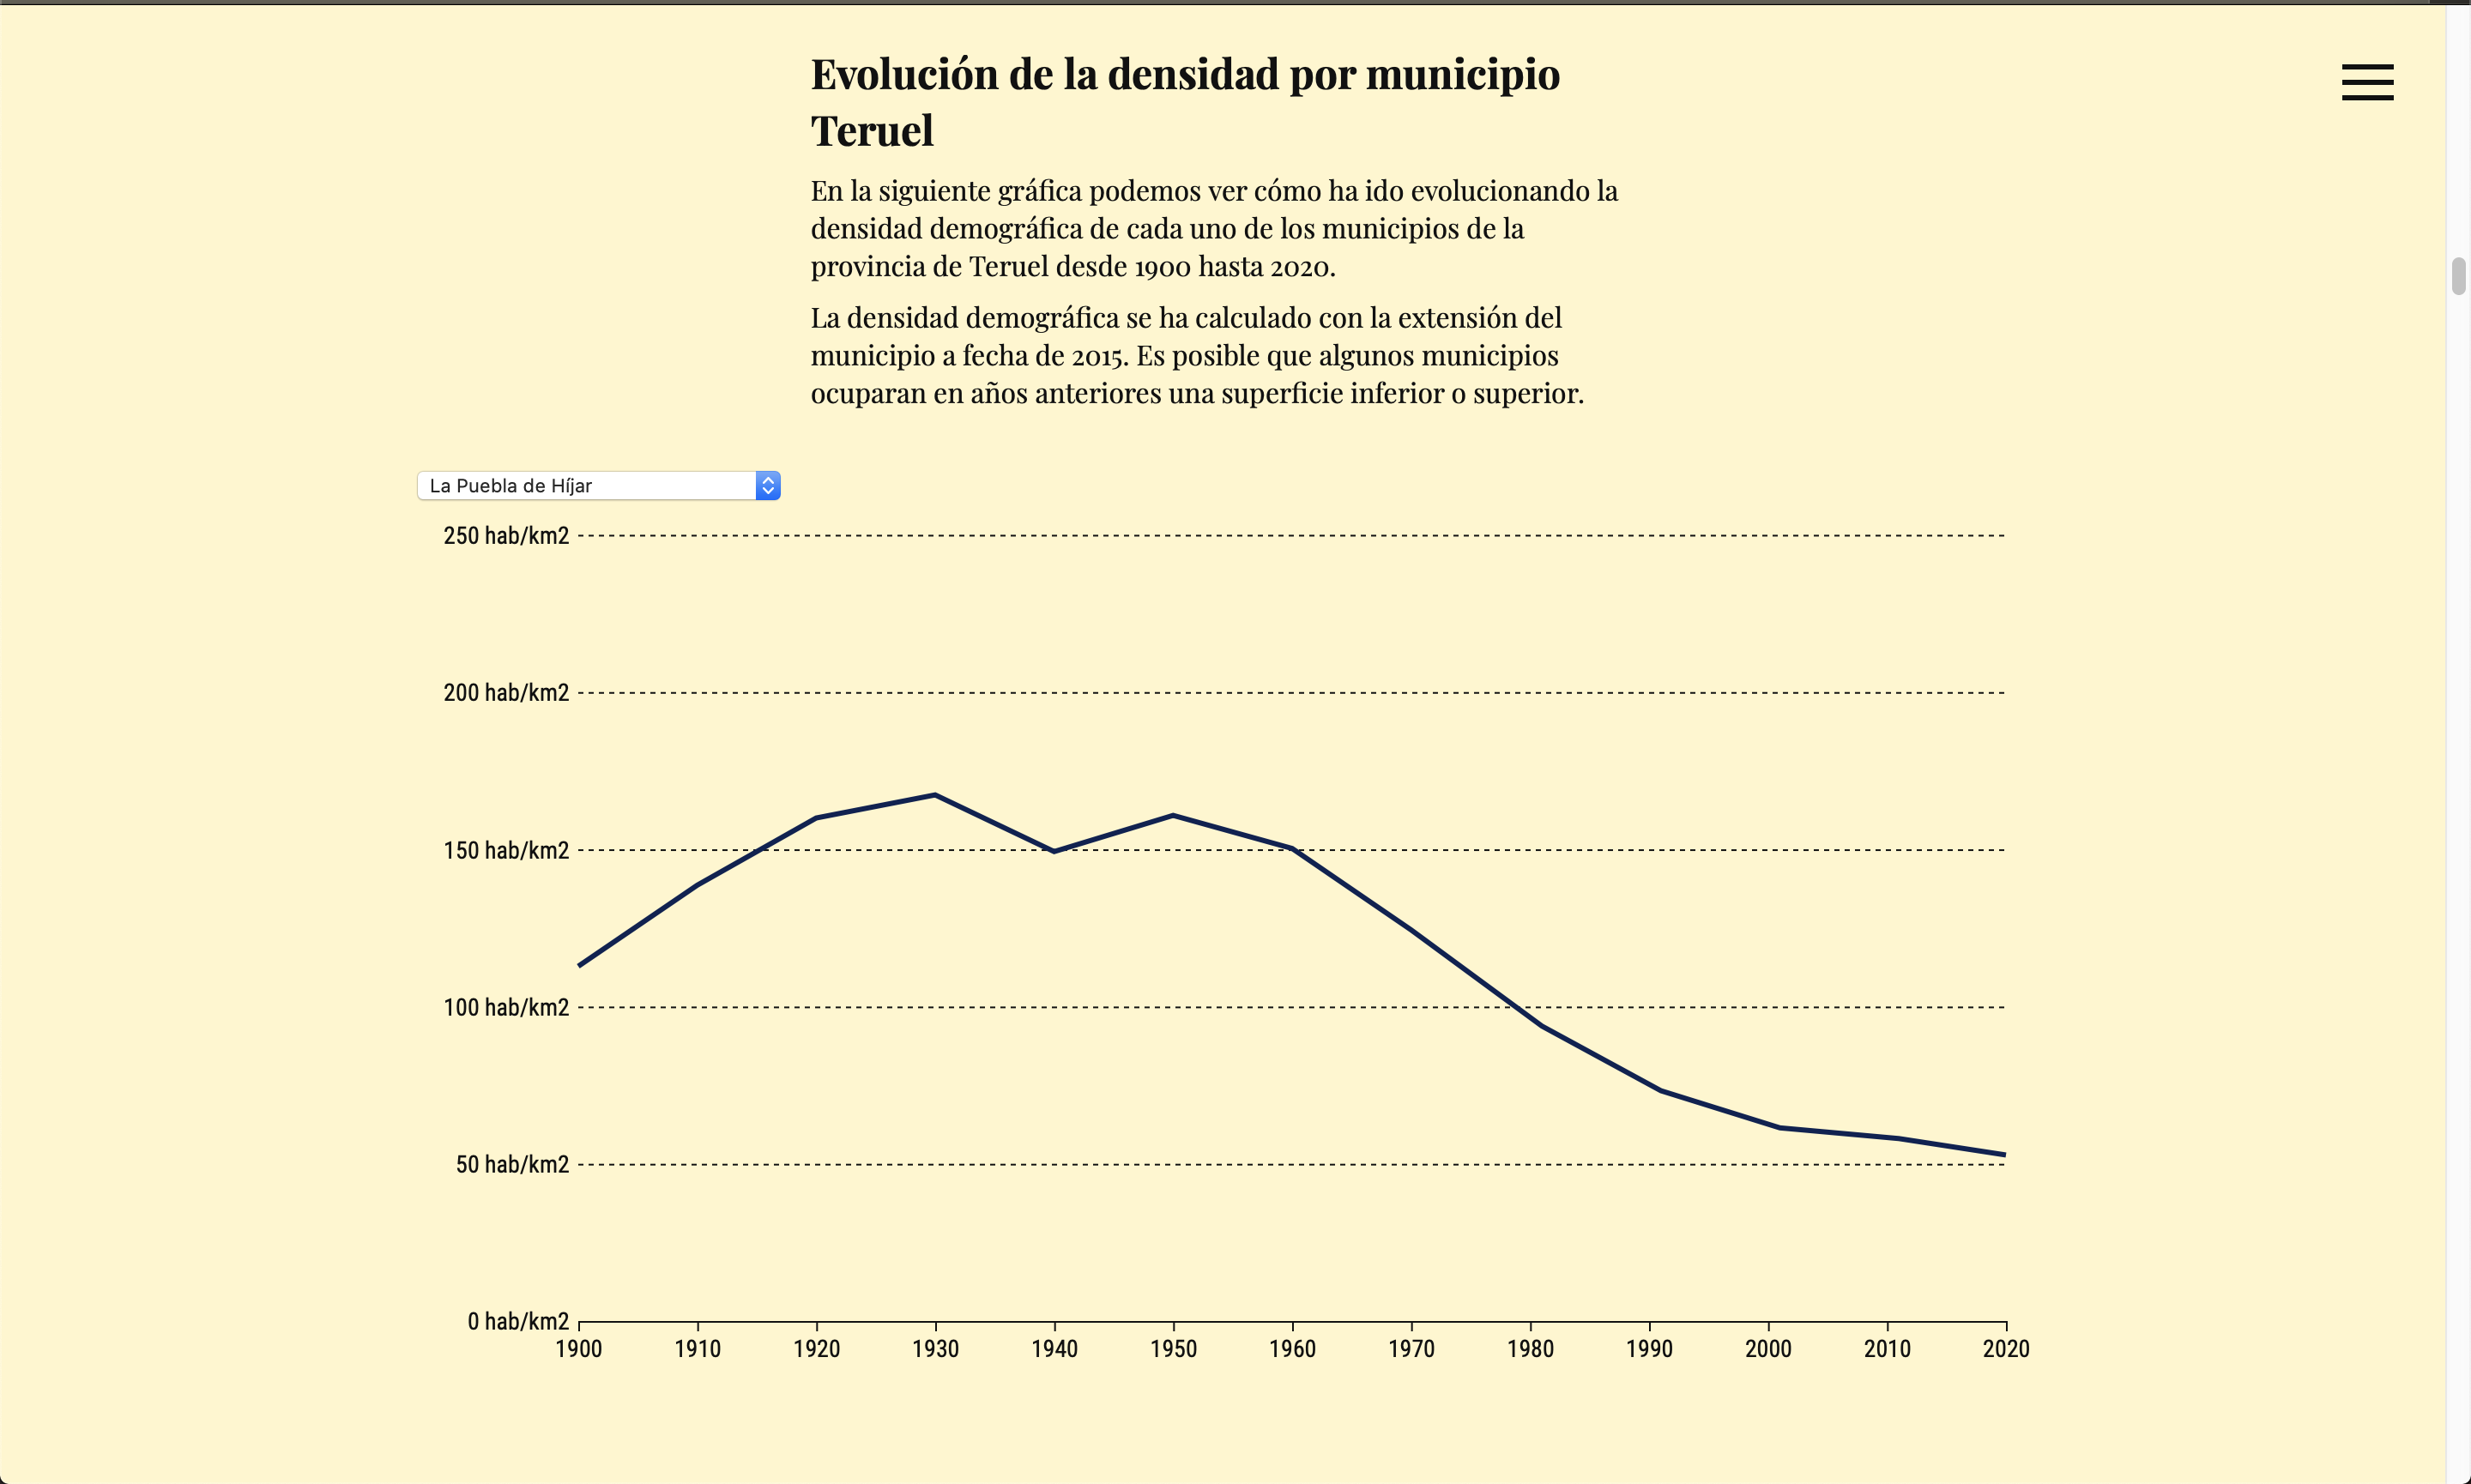 Evolución de la densidad por municipio
Teruel
En la siguiente gráfica podemos ver cómo ha ido evolucionando la
densidad demográfica de cada uno de los municipios de la
provincia de Teruel desde 1900 hasta 2020.
La densidad demográfica se ha calculado con la extensión del
municipio a fecha de 2015. Es posible que algunos municipios
ocuparan en años anteriores una superficie inferior o superior.
La Puebla de Híjar
250 hab/km2
200 hab/km2
150 hab/km2
100 hab/km2
50 hab/km2
0 hab/km2
1900 1910 1920 1930 1940 1950 1960 1970 1980 1990 2000 2010 2020